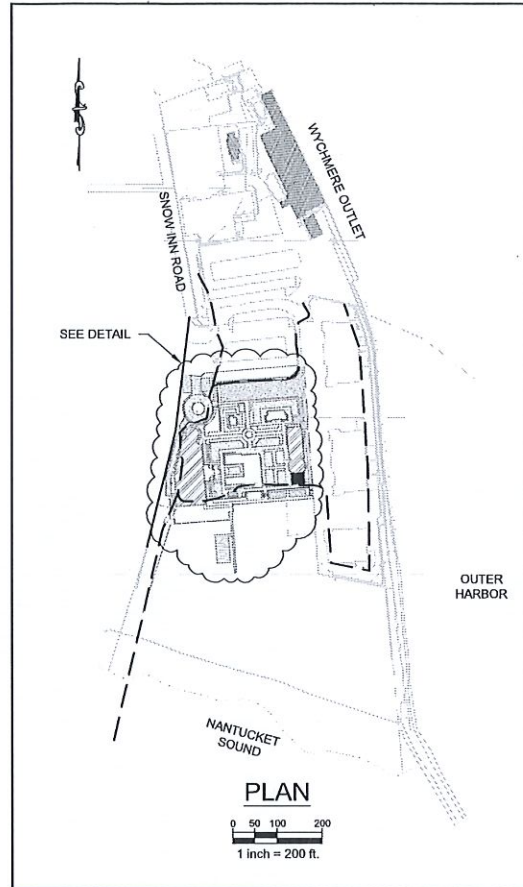 WYCHMERE OUTLET
SNOW INN ROAD
SEE DETAIL
OUTER
HARBOR
NANTUCKET
SOUND
PLAN
0 50 100 200
1 inch = 200 ft.